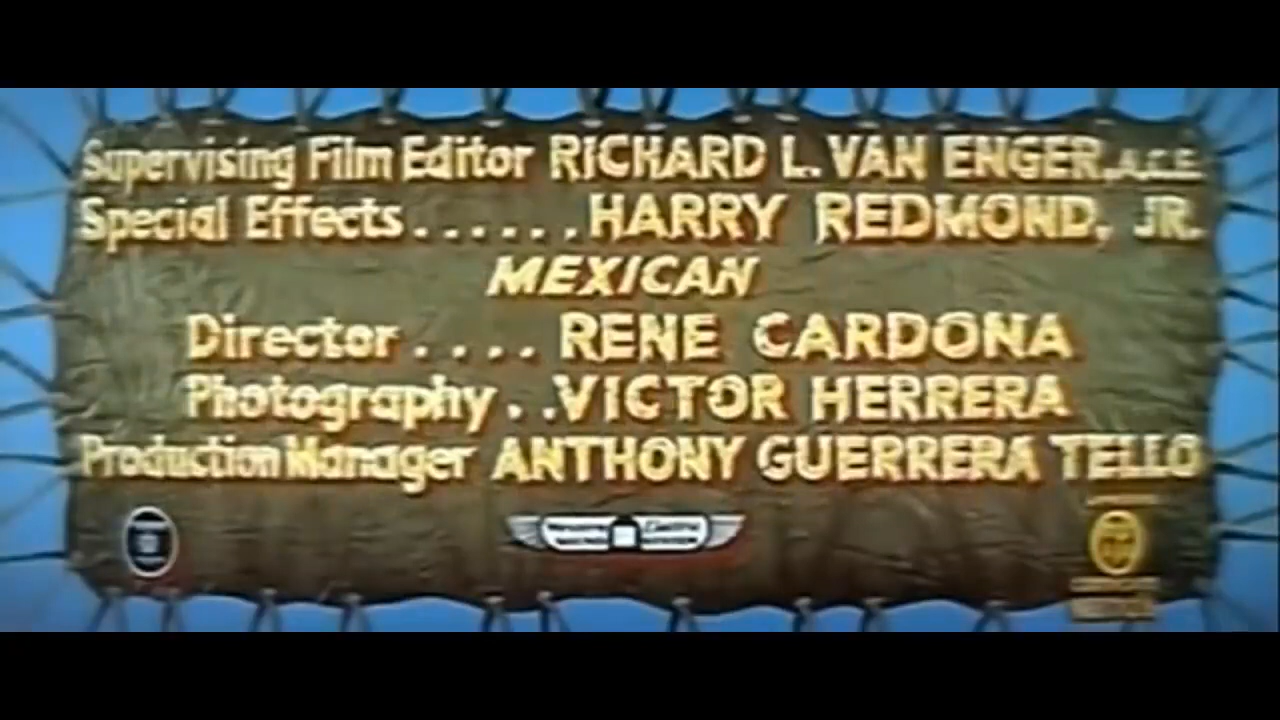 Supervising Film Editor RICHARD L. VAN ENGER, A.C.E.
Special Effects......HARRY REDMOND, JR.
MEXICAN
Director....RENE CARDONA
Photography..VICTOR HERRERA
Production Manager ANTHONY GUERRERA TELLO